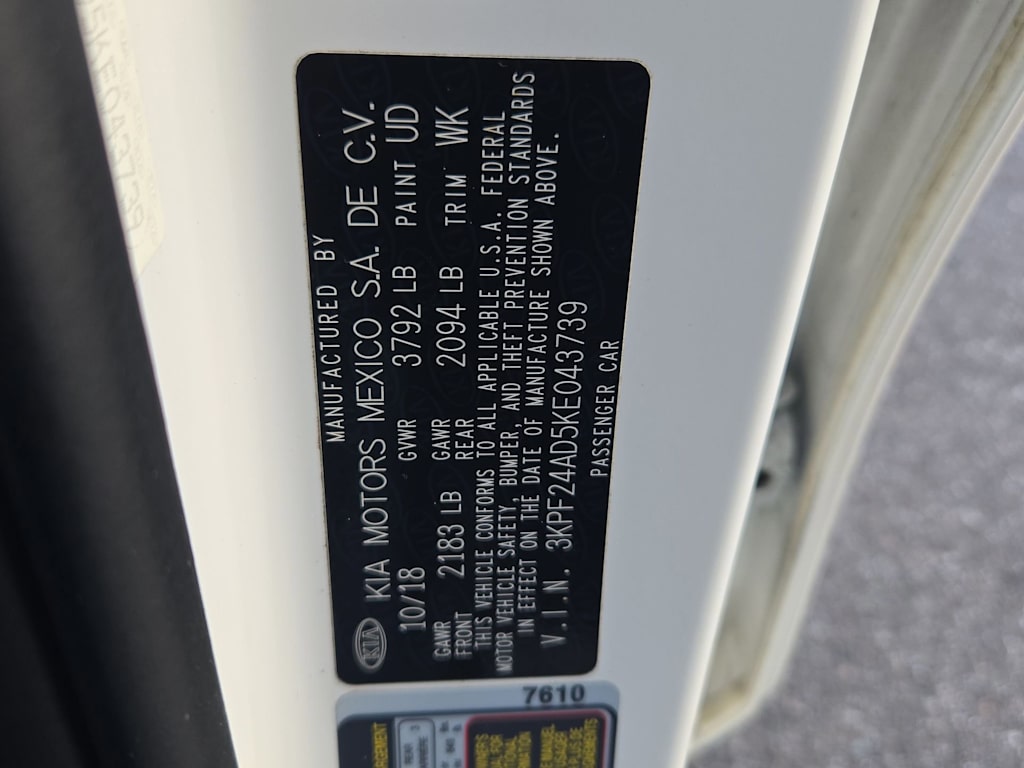 MANUFACTURED BY
KIA KIA MOTORS MEXICO S.A. DE C.V.
10/18 GVWR 3792 LB PAINT UD
GAWR FRONT 2183 LB GAWR REAR 2094 LB TRIM WK
THIS VEHICLE CONFORMS TO ALL APPLICABLE U.S.A. FEDERAL
MOTOR VEHICLE SAFETY, BUMPER, AND THEFT PREVENTION STANDARDS
IN EFFECT ON THE DATE OF MANUFACTURE SHOWN ABOVE.
V.I.N. 3KPF24AD5KE043739
PASSENGER CAR
7610